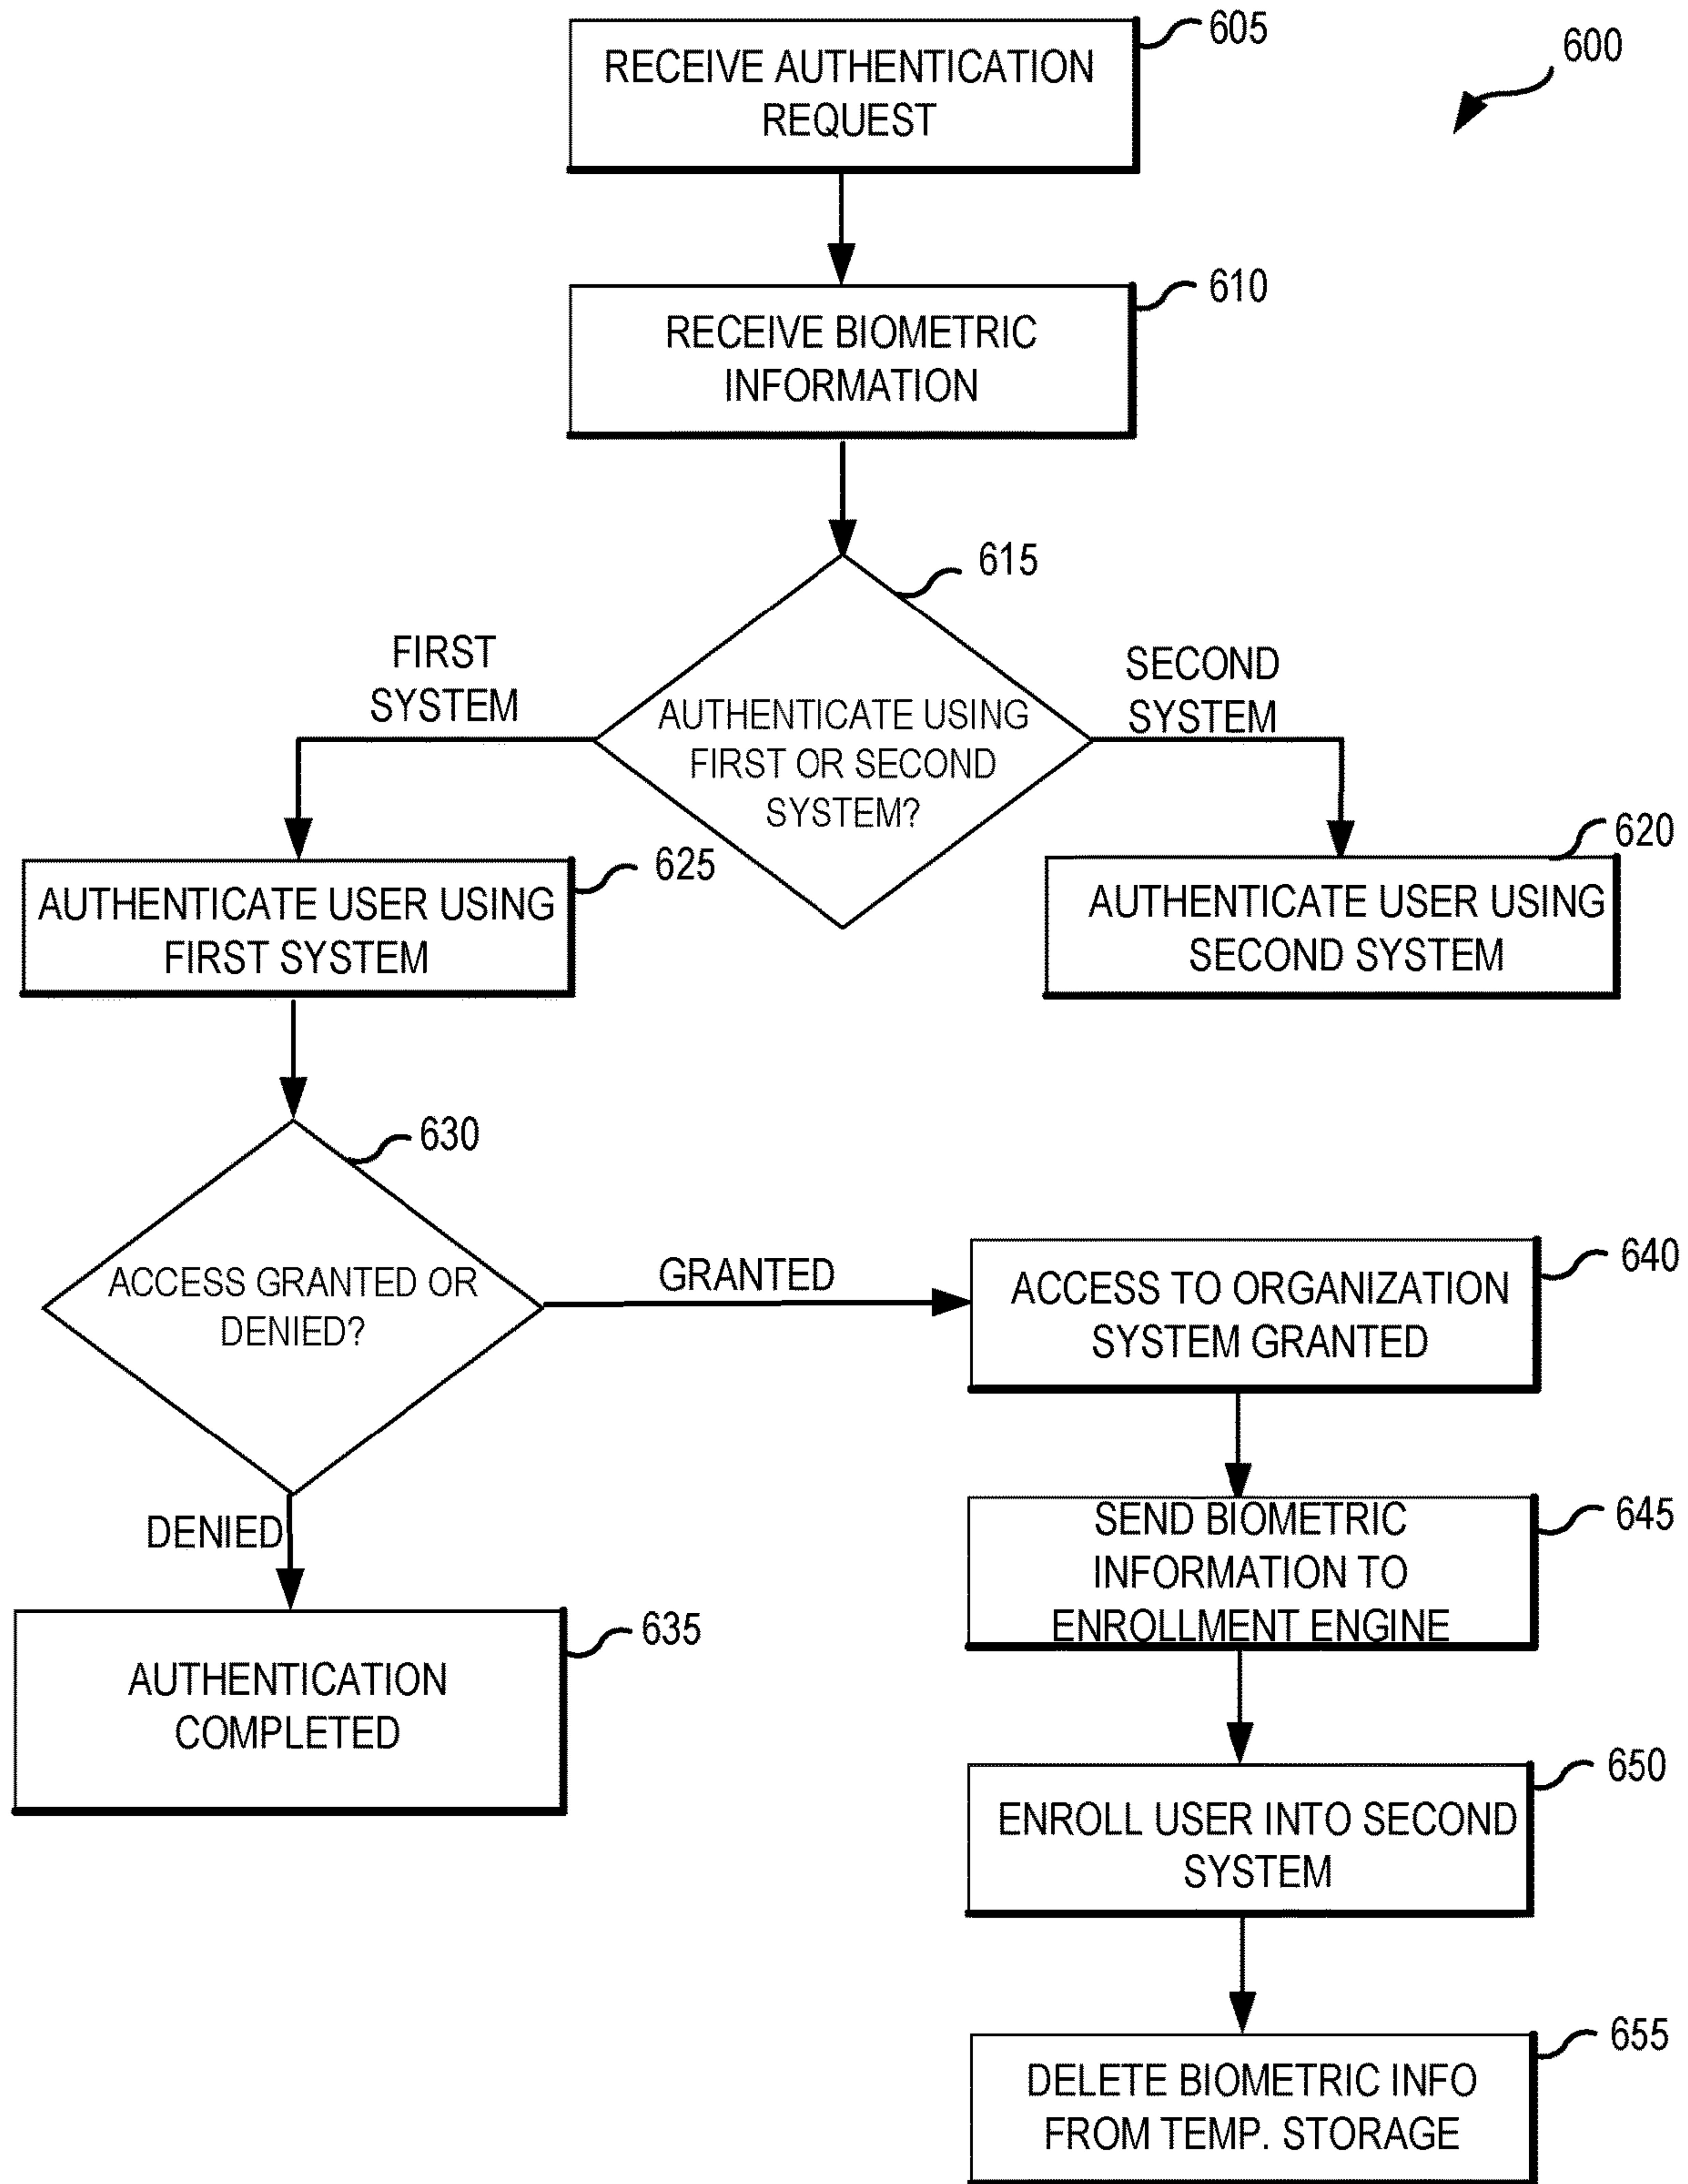 605
RECEIVE AUTHENTICATION
REQUEST
600
610
RECEIVE BIOMETRIC
INFORMATION
615
FIRST
SYSTEM
SECOND
SYSTEM
AUTHENTICATE USING
FIRST OR SECOND
SYSTEM?
625
AUTHENTICATE USER USING
FIRST SYSTEM
620
AUTHENTICATE USER USING
SECOND SYSTEM
630
ACCESS GRANTED OR
DENIED?
GRANTED
640
ACCESS TO ORGANIZATION
SYSTEM GRANTED
DENIED
645
SEND BIOMETRIC
INFORMATION TO
ENROLLMENT ENGINE
635
AUTHENTICATION
COMPLETED
650
ENROLL USER INTO SECOND
SYSTEM
655
DELETE BIOMETRIC INFO
FROM TEMP. STORAGE